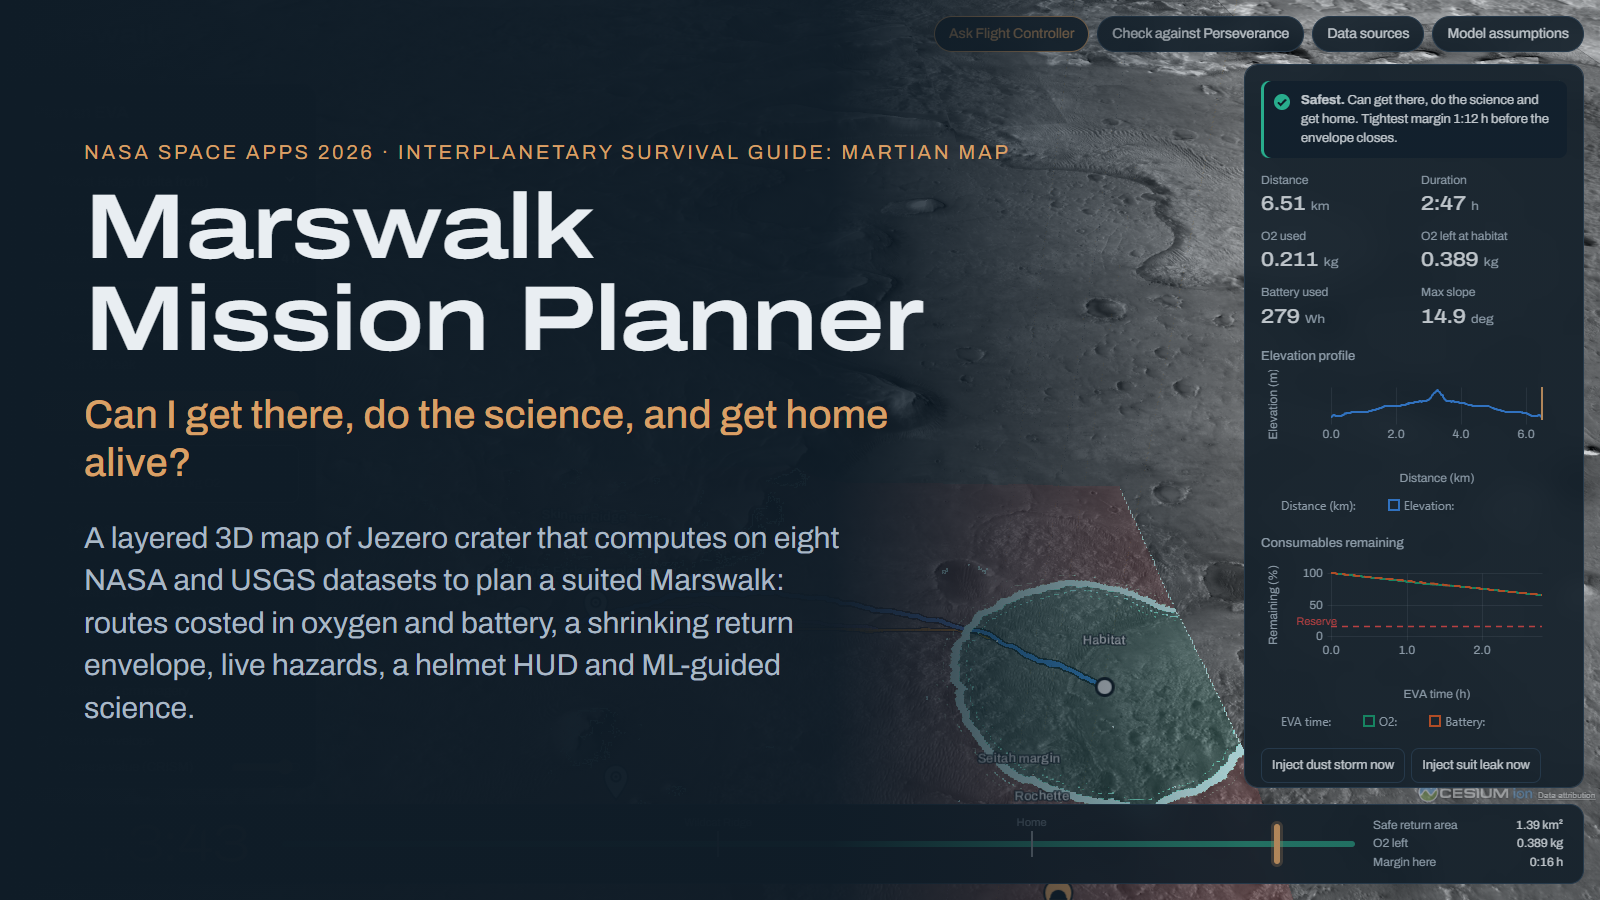 Ask Flight Controller
Check against Perseverance
Data sources
Model assumptions
NASA SPACE APPS 2026 · INTERPLANETARY SURVIVAL GUIDE: MARTIAN MAP
Marswalk
Mission Planner
Can I get there, do the science, and get home
alive?
A layered 3D map of Jezero crater that computes on eight
NASA and USGS datasets to plan a suited Marswalk:
routes costed in oxygen and battery, a shrinking return
envelope, live hazards, a helmet HUD and ML-guided
science.
Safest. Can get there, do the science and
get home. Tightest margin 1:12 h before the
envelope closes.
Distance
6.51 km
Duration
2:47 h
O2 used
0.211 kg
O2 left at habitat
0.389 kg
Battery used
279 Wh
Max slope
14.9 deg
Elevation profile
Elevation (m)
0.0 2.0 4.0 6.0
Distance (km)
Distance (km): Elevation:
Consumables remaining
Remaining (%)
100
50
Reserve
0
0.0 1.0 2.0
EVA time (h)
EVA time: O2: Battery:
Inject dust storm now
Inject suit leak now
Habitat
Seitah margin
Rochette
CESIUM ion Data attribution
Home
3:43
Safe return area 1.39 km²
O2 left 0.389 kg
Margin here 0:16 h